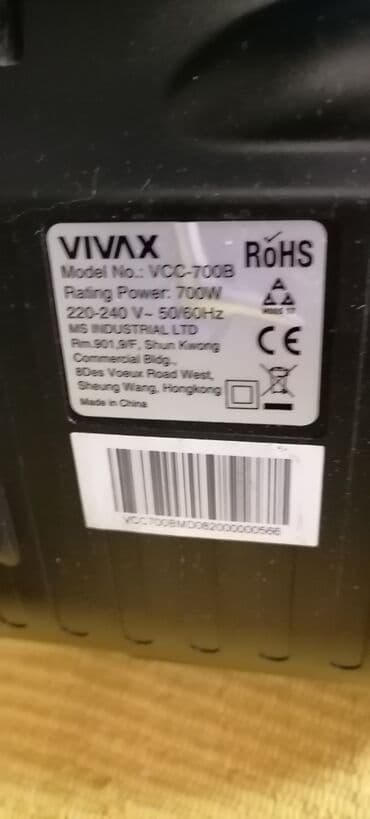 VIVAX
RoHS
Model No.: VCC-700B
Rating Power: 700W
220-240 V~ 50/60Hz
MS INDUSTRIAL LTD
Rm.901,9/F, Shun Kwong
Commercial Bldg.,
8Des Voeux Road West,
Sheung Wang, Hongkong
Made in China
CE
VCC700BMD082000000566